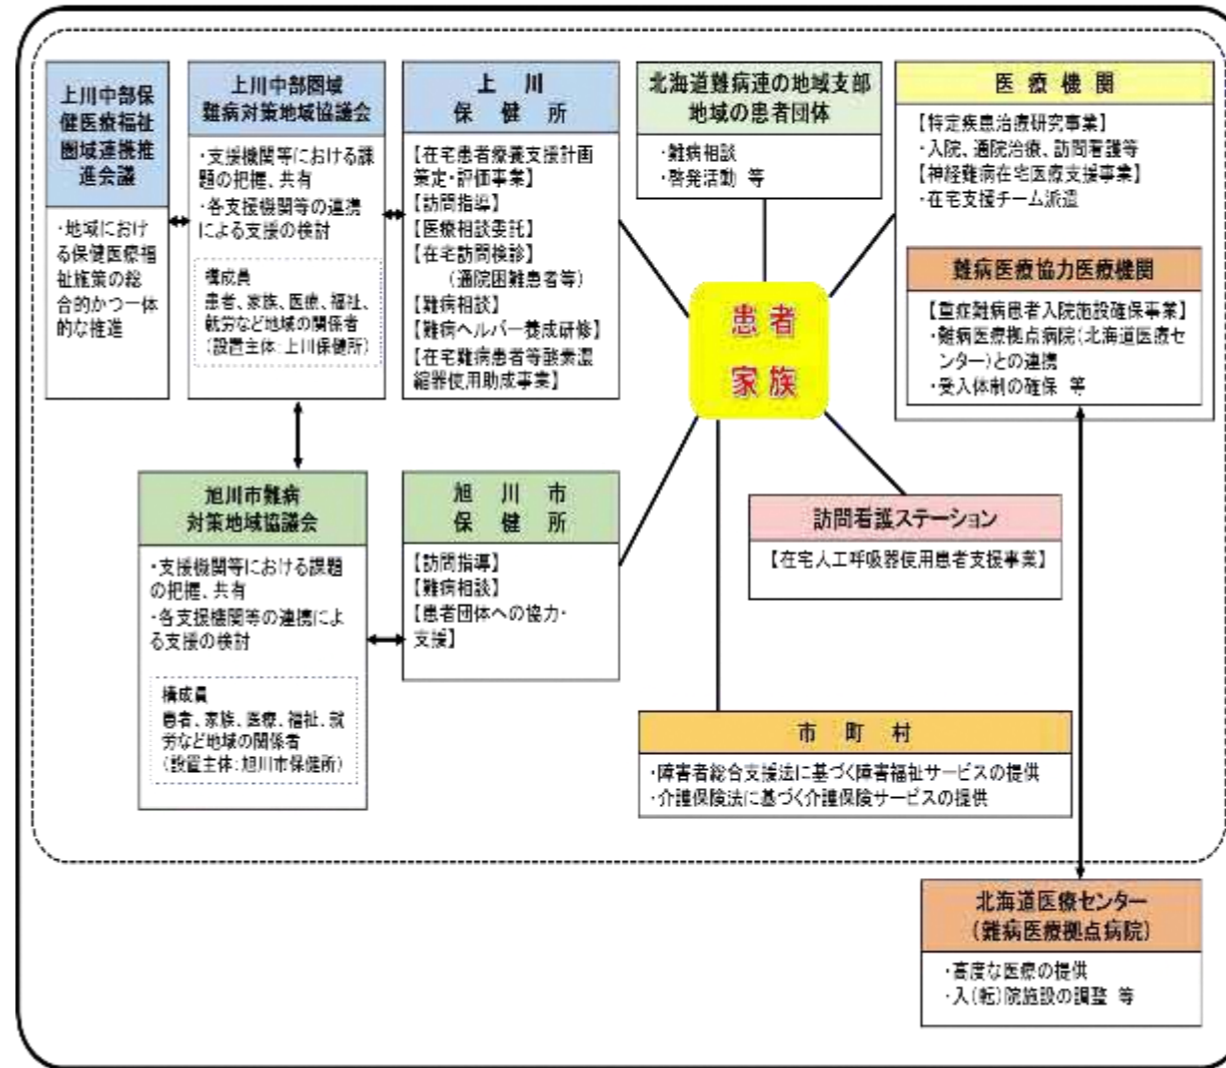 上川中部保
健医療福祉
圏域連携推
進会議
・地域におけ
る保健医療福
祉施策の総
合的かつ一体
的な推進
上川中部圏域
難病対策地域協議会
・支援機関等における課
題の把握、共有
・各支援機関等の連携
による支援の検討
構成員
患者、家族、医療、福祉、
就労など地域の関係者
(設置主体:上川保健所)
上 川
保 健 所
【在宅患者療養支援計画
策定・評価事業】
【訪問指導】
【医療相談委託】
【在宅訪問検診】
(通院困難患者等)
【難病相談】
【難病ヘルパー養成研修】
【在宅難病患者等酸素濃
縮器使用助成事業】
北海道難病連の地域支部
地域の患者団体
・難病相談
・啓発活動 等
医 療 機 関
【特定疾患治療研究事業】
・入院、通院治療、訪問看護等
【神経難病在宅医療支援事業】
・在宅支援チーム派遣
難病医療協力医療機関
【重症難病患者入院施設確保事業】
・難病医療拠点病院(北海道医療セ
ンター)との連携
・受入体制の確保 等
患 者
家 族
旭川市難病
対策地域協議会
・支援機関等における課題
の把握、共有
・各支援機関等の連携によ
る支援の検討
構成員
患者、家族、医療、福祉、就
労など地域の関係者
(設置主体:旭川市保健所)
旭 川 市
保 健 所
【訪問指導】
【難病相談】
【患者団体への協力・
支援】
訪問看護ステーション
【在宅人工呼吸器使用患者支援事業】
市 町 村
・障害者総合支援法に基づく障害福祉サービスの提供
・介護保険法に基づく介護保険サービスの提供
北海道医療センター
(難病医療拠点病院)
・高度な医療の提供
・入(転)院施設の調整 等